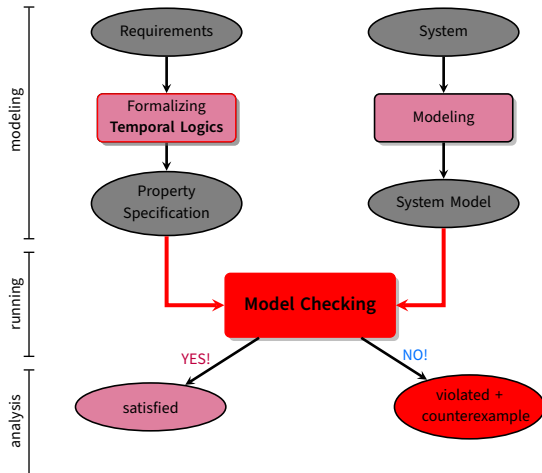 Requirements
System
modeling
Formalizing
Temporal Logics
Modeling
Property
Specification
System Model
running
Model Checking
YES!
NO!
analysis
satisfied
violated +
counterexample